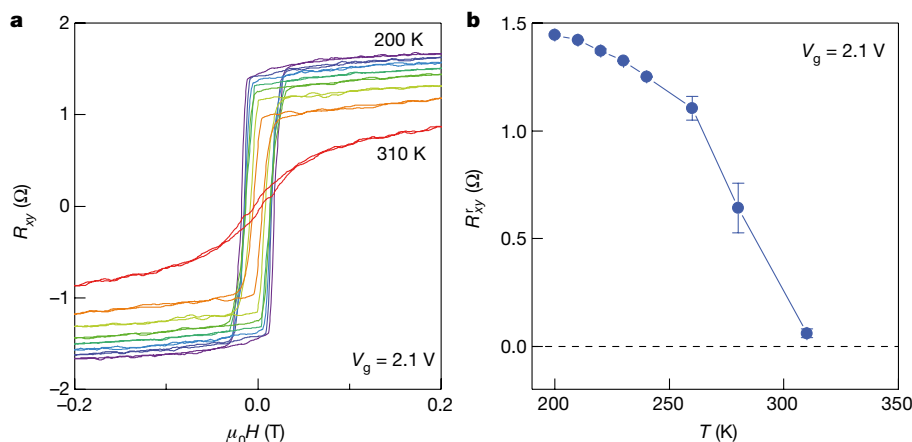 a
2
1
0
−1
−2
R_xy (Ω)
200 K
310 K
V_g = 2.1 V
−0.2
0.0
0.2
μ_0H (T)
b
1.5
1.0
0.5
0.0
R^r_xy (Ω)
V_g = 2.1 V
200
250
300
350
T (K)